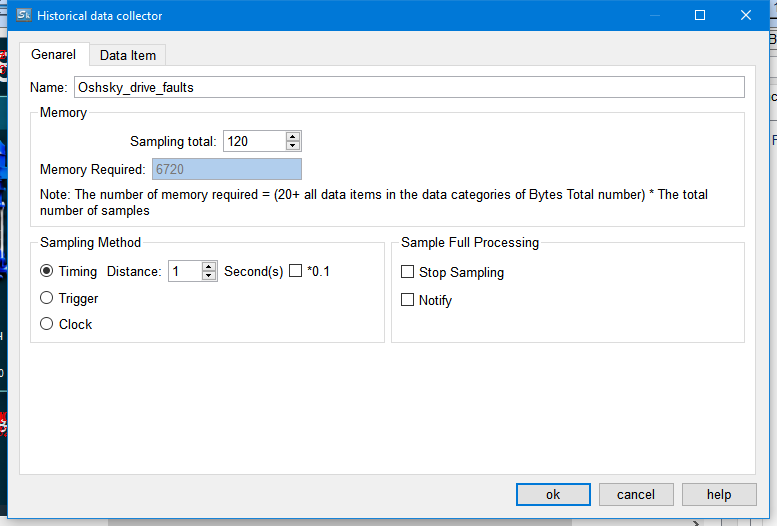 Historical data collector
Genarel
Data Item
Name: Oshsky_drive_faults
Memory
Sampling total: 120
Memory Required: 6720
Note: The number of memory required = (20+ all data items in the data categories of Bytes Total number) * The total
number of samples
Sampling Method
Timing Distance: 1 Second(s) *0.1
Trigger
Clock
Sample Full Processing
Stop Sampling
Notify
ok
cancel
help